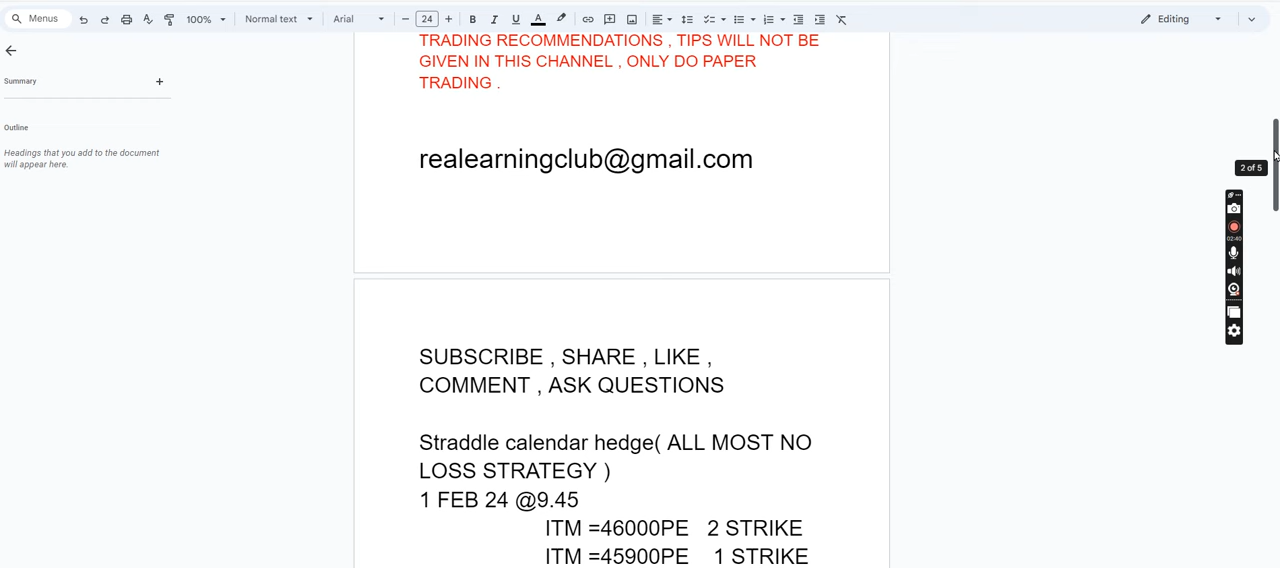 Menus 100% Normal text Arial 24 B I U A Editing
Summary
Outline
Headings that you add to the document
will appear here.
TRADING RECOMMENDATIONS , TIPS WILL NOT BE
GIVEN IN THIS CHANNEL , ONLY DO PAPER
TRADING .
realearningclub@gmail.com
2 of 5
02:40
SUBSCRIBE , SHARE , LIKE ,
COMMENT , ASK QUESTIONS
Straddle calendar hedge( ALL MOST NO
LOSS STRATEGY )
1 FEB 24 @9.45
ITM =46000PE 2 STRIKE
ITM =45900PE 1 STRIKE